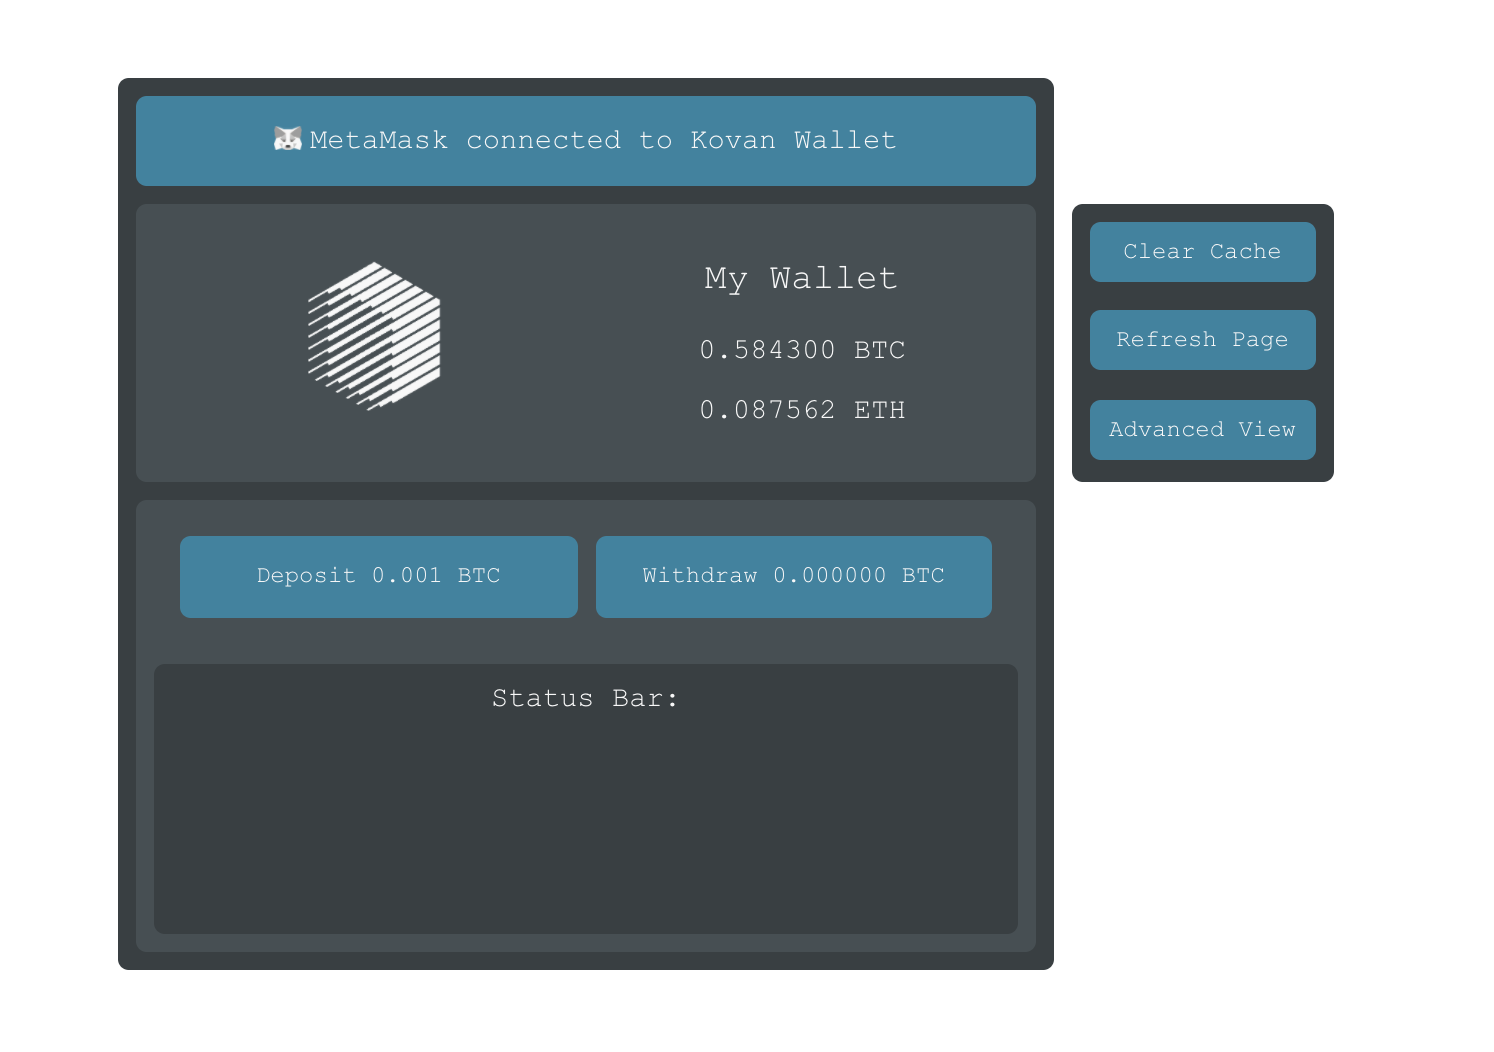 MetaMask connected to Kovan Wallet
My Wallet
0.584300 BTC
0.087562 ETH
Clear Cache
Refresh Page
Advanced View
Deposit 0.001 BTC
Withdraw 0.000000 BTC
Status Bar: